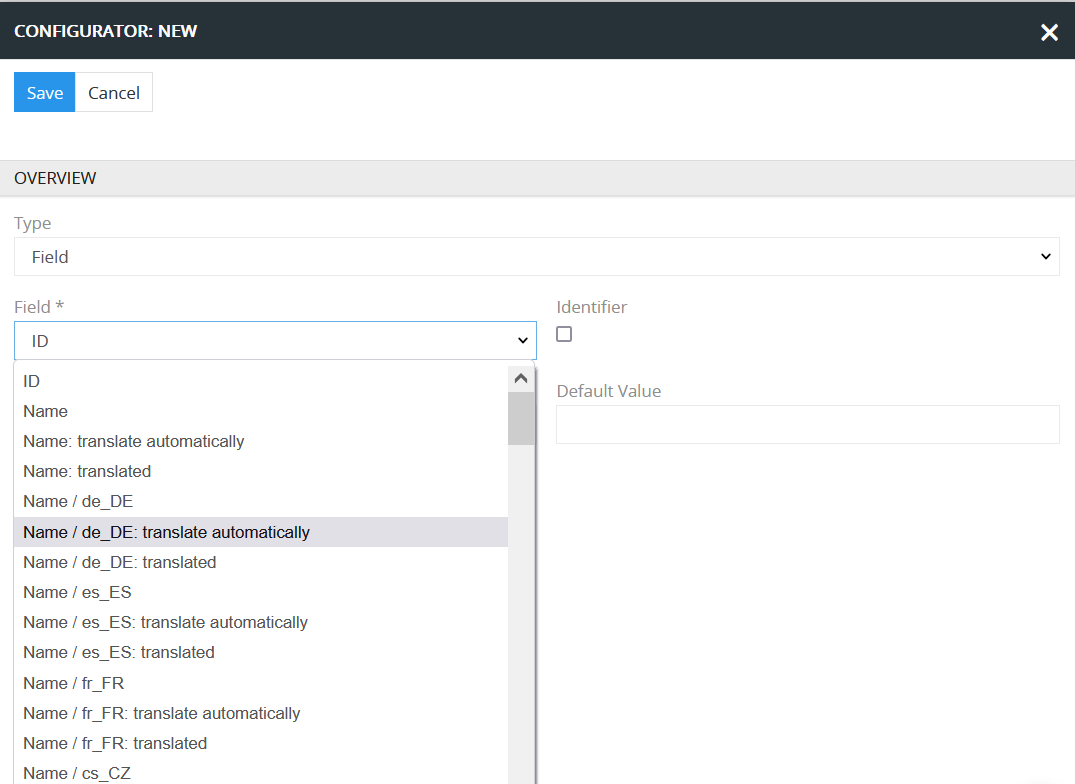 CONFIGURATOR: NEW
Save Cancel
OVERVIEW
Type
Field
Field * Identifier
ID
Default Value
ID
Name
Name: translate automatically
Name: translated
Name / de_DE
Name / de_DE: translate automatically
Name / de_DE: translated
Name / es_ES
Name / es_ES: translate automatically
Name / es_ES: translated
Name / fr_FR
Name / fr_FR: translate automatically
Name / fr_FR: translated
Name / cs_CZ